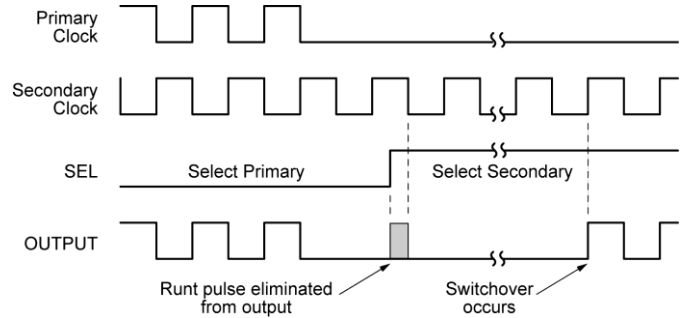 Primary
Clock
Secondary
Clock
SEL
Select Primary
Select Secondary
OUTPUT
Runt pulse eliminated
from output
Switchover
occurs